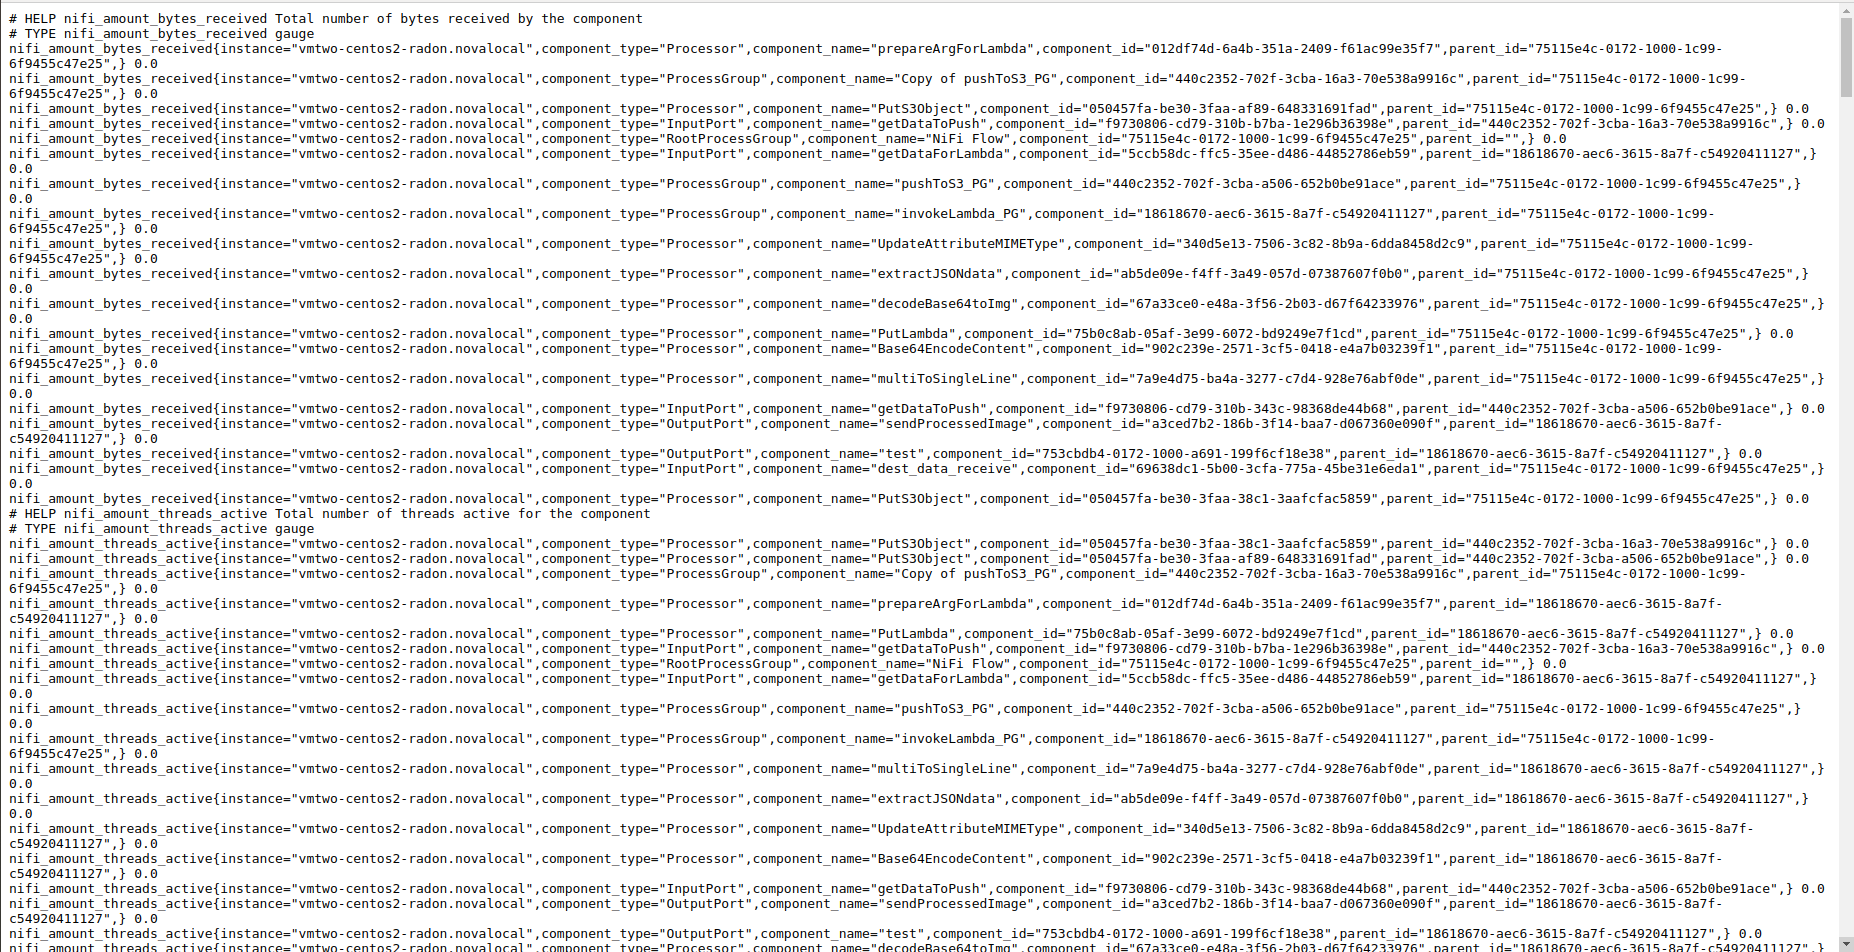 # HELP nifi_amount_bytes_received Total number of bytes received by the component
# TYPE nifi_amount_bytes_received gauge
nifi_amount_bytes_received{instance="vmtwo-centos2-radon.novalocal",component_type="Processor",component_name="prepareArgForLambda",component_id="012df74d-6a4b-351a-2409-f61ac99e35f7",parent_id="75115e4c-0172-1000-1c99-
6f9455c47e25",} 0.0
nifi_amount_bytes_received{instance="vmtwo-centos2-radon.novalocal",component_type="ProcessGroup",component_name="Copy of pushToS3_PG",component_id="440c2352-702f-3cba-16a3-70e538a9916c",parent_id="75115e4c-0172-1000-1c99-
6f9455c47e25",} 0.0
nifi_amount_bytes_received{instance="vmtwo-centos2-radon.novalocal",component_type="Processor",component_name="PutS3Object",component_id="050457fa-be30-3faa-af89-648331691fad",parent_id="75115e4c-0172-1000-1c99-6f9455c47e25",} 0.0
nifi_amount_bytes_received{instance="vmtwo-centos2-radon.novalocal",component_type="InputPort",component_name="getDataToPush",component_id="f9730806-cd79-310b-b7ba-1e296b36398e",parent_id="440c2352-702f-3cba-16a3-70e538a9916c",} 0.0
nifi_amount_bytes_received{instance="vmtwo-centos2-radon.novalocal",component_type="RootProcessGroup",component_name="NiFi Flow",component_id="75115e4c-0172-1000-1c99-6f9455c47e25",parent_id="",} 0.0
nifi_amount_bytes_received{instance="vmtwo-centos2-radon.novalocal",component_type="InputPort",component_name="getDataForLambda",component_id="5ccb58dc-ffc5-35ee-d486-44852786eb59",parent_id="18618670-aec6-3615-8a7f-c54920411127",}
0.0
nifi_amount_bytes_received{instance="vmtwo-centos2-radon.novalocal",component_type="ProcessGroup",component_name="pushToS3_PG",component_id="440c2352-702f-3cba-a506-652b0be91ace",parent_id="75115e4c-0172-1000-1c99-6f9455c47e25",}
0.0
nifi_amount_bytes_received{instance="vmtwo-centos2-radon.novalocal",component_type="ProcessGroup",component_name="invokeLambda_PG",component_id="18618670-aec6-3615-8a7f-c54920411127",parent_id="75115e4c-0172-1000-1c99-
6f9455c47e25",} 0.0
nifi_amount_bytes_received{instance="vmtwo-centos2-radon.novalocal",component_type="Processor",component_name="UpdateAttributeMIMEType",component_id="340d5e13-7506-3c82-8b9a-6dda8458d2c9",parent_id="75115e4c-0172-1000-1c99-
6f9455c47e25",} 0.0
nifi_amount_bytes_received{instance="vmtwo-centos2-radon.novalocal",component_type="Processor",component_name="extractJSONdata",component_id="ab5de09e-f4ff-3a49-057d-07387607f0b0",parent_id="75115e4c-0172-1000-1c99-6f9455c47e25",}
0.0
nifi_amount_bytes_received{instance="vmtwo-centos2-radon.novalocal",component_type="Processor",component_name="decodeBase64toImg",component_id="67a33ce0-e48a-3f56-2b03-d67f64233976",parent_id="75115e4c-0172-1000-1c99-6f9455c47e25",}
0.0
nifi_amount_bytes_received{instance="vmtwo-centos2-radon.novalocal",component_type="Processor",component_name="PutLambda",component_id="75b0c8ab-05af-3e99-6072-bd9249e7f1cd",parent_id="75115e4c-0172-1000-1c99-6f9455c47e25",} 0.0
nifi_amount_bytes_received{instance="vmtwo-centos2-radon.novalocal",component_type="Processor",component_name="Base64EncodeContent",component_id="902c239e-2571-3cf5-0418-e4a7b03239f1",parent_id="75115e4c-0172-1000-1c99-
6f9455c47e25",} 0.0
nifi_amount_bytes_received{instance="vmtwo-centos2-radon.novalocal",component_type="Processor",component_name="multiToSingleLine",component_id="7a9e4d75-ba4a-3277-c7d4-928e76abf0de",parent_id="75115e4c-0172-1000-1c99-6f9455c47e25",}
0.0
nifi_amount_bytes_received{instance="vmtwo-centos2-radon.novalocal",component_type="InputPort",component_name="getDataToPush",component_id="f9730806-cd79-310b-343c-98368de44b68",parent_id="440c2352-702f-3cba-a506-652b0be91ace",} 0.0
nifi_amount_bytes_received{instance="vmtwo-centos2-radon.novalocal",component_type="OutputPort",component_name="sendProcessedImage",component_id="a3ced7b2-186b-3f14-baa7-d067360e090f",parent_id="18618670-aec6-3615-8a7f-
c54920411127",} 0.0
nifi_amount_bytes_received{instance="vmtwo-centos2-radon.novalocal",component_type="OutputPort",component_name="test",component_id="753cbdb4-0172-1000-a691-199f6cf18e38",parent_id="18618670-aec6-3615-8a7f-c54920411127",} 0.0
nifi_amount_bytes_received{instance="vmtwo-centos2-radon.novalocal",component_type="InputPort",component_name="dest_data_receive",component_id="69638dc1-5b00-3cfa-775a-45be31e6eda1",parent_id="75115e4c-0172-1000-1c99-6f9455c47e25",}
0.0
nifi_amount_bytes_received{instance="vmtwo-centos2-radon.novalocal",component_type="Processor",component_name="PutS3Object",component_id="050457fa-be30-3faa-38c1-3aafcfac5859",parent_id="75115e4c-0172-1000-1c99-6f9455c47e25",} 0.0
# HELP nifi_amount_threads_active Total number of threads active for the component
# TYPE nifi_amount_threads_active gauge
nifi_amount_threads_active{instance="vmtwo-centos2-radon.novalocal",component_type="Processor",component_name="PutS3Object",component_id="050457fa-be30-3faa-38c1-3aafcfac5859",parent_id="440c2352-702f-3cba-16a3-70e538a9916c",} 0.0
nifi_amount_threads_active{instance="vmtwo-centos2-radon.novalocal",component_type="Processor",component_name="PutS3Object",component_id="050457fa-be30-3faa-af89-648331691fad",parent_id="440c2352-702f-3cba-a506-652b0be91ace",} 0.0
nifi_amount_threads_active{instance="vmtwo-centos2-radon.novalocal",component_type="ProcessGroup",component_name="Copy of pushToS3_PG",component_id="440c2352-702f-3cba-16a3-70e538a9916c",parent_id="75115e4c-0172-1000-1c99-
6f9455c47e25",} 0.0
nifi_amount_threads_active{instance="vmtwo-centos2-radon.novalocal",component_type="Processor",component_name="prepareArgForLambda",component_id="012df74d-6a4b-351a-2409-f61ac99e35f7",parent_id="18618670-aec6-3615-8a7f-
c54920411127",} 0.0
nifi_amount_threads_active{instance="vmtwo-centos2-radon.novalocal",component_type="Processor",component_name="PutLambda",component_id="75b0c8ab-05af-3e99-6072-bd9249e7f1cd",parent_id="18618670-aec6-3615-8a7f-c54920411127",} 0.0
nifi_amount_threads_active{instance="vmtwo-centos2-radon.novalocal",component_type="InputPort",component_name="getDataToPush",component_id="f9730806-cd79-310b-b7ba-1e296b36398e",parent_id="440c2352-702f-3cba-16a3-70e538a9916c",} 0.0
nifi_amount_threads_active{instance="vmtwo-centos2-radon.novalocal",component_type="RootProcessGroup",component_name="NiFi Flow",component_id="75115e4c-0172-1000-1c99-6f9455c47e25",parent_id="",} 0.0
nifi_amount_threads_active{instance="vmtwo-centos2-radon.novalocal",component_type="InputPort",component_name="getDataForLambda",component_id="5ccb58dc-ffc5-35ee-d486-44852786eb59",parent_id="18618670-aec6-3615-8a7f-c54920411127",}
0.0
nifi_amount_threads_active{instance="vmtwo-centos2-radon.novalocal",component_type="ProcessGroup",component_name="pushToS3_PG",component_id="440c2352-702f-3cba-a506-652b0be91ace",parent_id="75115e4c-0172-1000-1c99-6f9455c47e25",}
0.0
nifi_amount_threads_active{instance="vmtwo-centos2-radon.novalocal",component_type="ProcessGroup",component_name="invokeLambda_PG",component_id="18618670-aec6-3615-8a7f-c54920411127",parent_id="75115e4c-0172-1000-1c99-
6f9455c47e25",} 0.0
nifi_amount_threads_active{instance="vmtwo-centos2-radon.novalocal",component_type="Processor",component_name="multiToSingleLine",component_id="7a9e4d75-ba4a-3277-c7d4-928e76abf0de",parent_id="18618670-aec6-3615-8a7f-c54920411127",}
0.0
nifi_amount_threads_active{instance="vmtwo-centos2-radon.novalocal",component_type="Processor",component_name="extractJSONdata",component_id="ab5de09e-f4ff-3a49-057d-07387607f0b0",parent_id="18618670-aec6-3615-8a7f-c54920411127",}
0.0
nifi_amount_threads_active{instance="vmtwo-centos2-radon.novalocal",component_type="Processor",component_name="UpdateAttributeMIMEType",component_id="340d5e13-7506-3c82-8b9a-6dda8458d2c9",parent_id="18618670-aec6-3615-8a7f-
c54920411127",} 0.0
nifi_amount_threads_active{instance="vmtwo-centos2-radon.novalocal",component_type="Processor",component_name="Base64EncodeContent",component_id="902c239e-2571-3cf5-0418-e4a7b03239f1",parent_id="18618670-aec6-3615-8a7f-
c54920411127",} 0.0
nifi_amount_threads_active{instance="vmtwo-centos2-radon.novalocal",component_type="InputPort",component_name="getDataToPush",component_id="f9730806-cd79-310b-343c-98368de44b68",parent_id="440c2352-702f-3cba-a506-652b0be91ace",} 0.0
nifi_amount_threads_active{instance="vmtwo-centos2-radon.novalocal",component_type="OutputPort",component_name="sendProcessedImage",component_id="a3ced7b2-186b-3f14-baa7-d067360e090f",parent_id="18618670-aec6-3615-8a7f-
c54920411127",} 0.0
nifi_amount_threads_active{instance="vmtwo-centos2-radon.novalocal",component_type="OutputPort",component_name="test",component_id="753cbdb4-0172-1000-a691-199f6cf18e38",parent_id="18618670-aec6-3615-8a7f-c54920411127",} 0.0
nifi_amount_threads_active{instance="vmtwo-centos2-radon.novalocal",component_type="Processor",component_name="decodeBase64toImg",component_id="67a33ce0-e48a-3f56-2b03-d67f64233976",parent_id="18618670-aec6-3615-8a7f-c54920411127",}